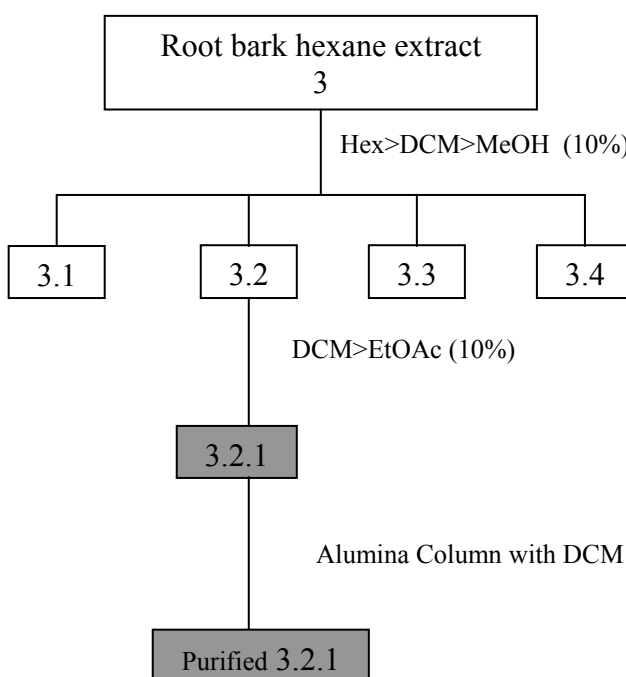 Root bark hexane extract
3
Hex>DCM>MeOH (10%)
3.1
3.2
3.3
3.4
DCM>EtOAc (10%)
3.2.1
Alumina Column with DCM
Purified 3.2.1